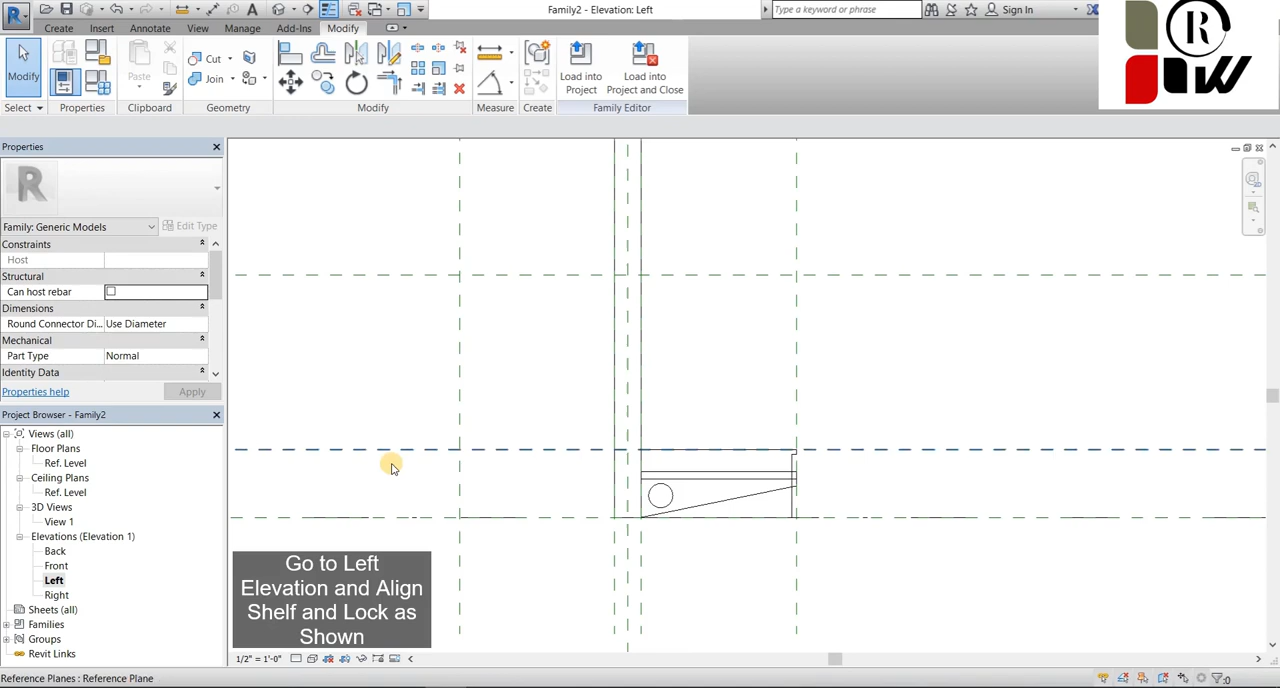 Family2 - Elevation: Left
Type a keyword or phrase
Sign In
R
R
LW
Create Insert Annotate View Manage Add-Ins Modify
Modify
Paste
Cut
Join
Load into Project
Load into Project and Close
Select Properties Clipboard Geometry Modify Measure Create Family Editor
Properties
R
Family: Generic Models
Edit Type
Constraints
Host
Structural
Can host rebar
Dimensions
Round Connector Di... Use Diameter
Mechanical
Part Type Normal
Identity Data
Properties help
Apply
Project Browser - Family2
Views (all)
Floor Plans
Ref. Level
Ceiling Plans
Ref. Level
3D Views
View 1
Elevations (Elevation 1)
Back
Front
Left
Right
Sheets (all)
Families
Groups
Revit Links
Go to Left
Elevation and Align
Shelf and Lock as
Shown
1/2" = 1'-0"
Reference Planes : Reference Plane
:0